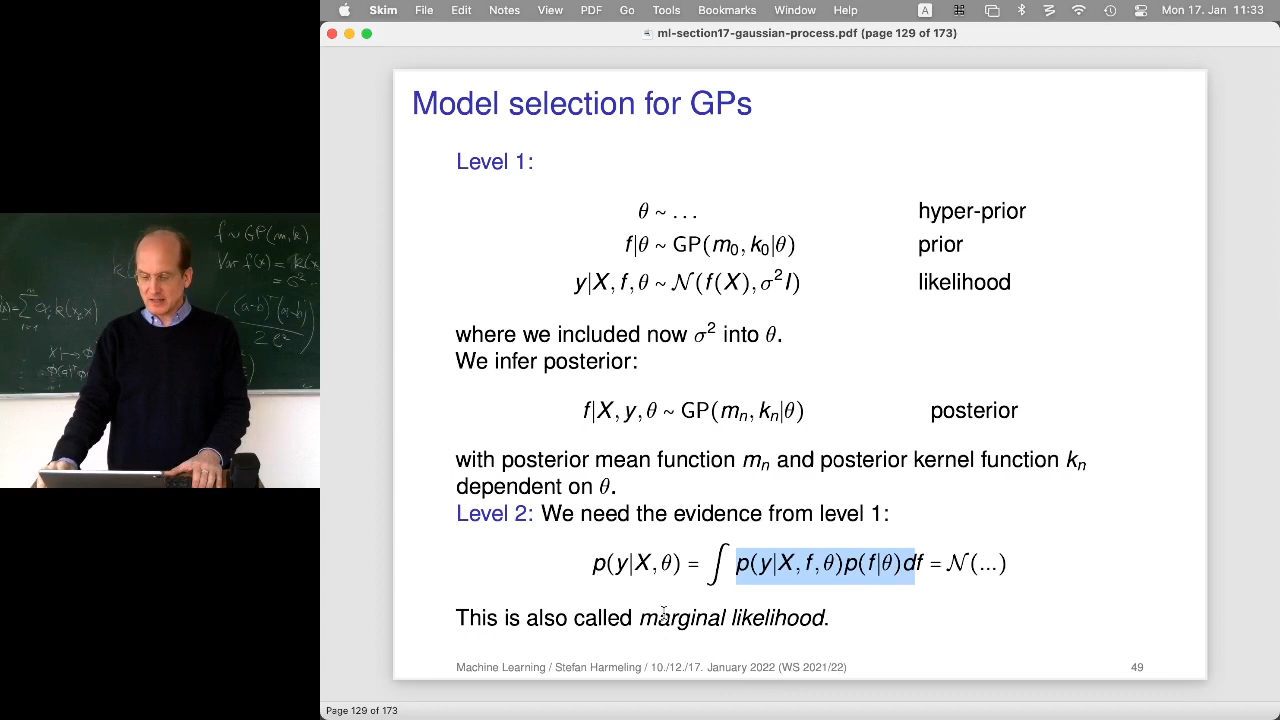 Skim File Edit Notes View PDF Go Tools Bookmarks Window Help A Mon 17. Jan 11:33
ml-section17-gaussian-process.pdf (page 129 of 173)
Model selection for GPs
Level 1:
θ ~ ... hyper-prior
f|θ ~ GP(m₀, k₀|θ) prior
y|X, f, θ ~ 𝒩(f(X), σ²I) likelihood
where we included now σ² into θ.
We infer posterior:
f|X, y, θ ~ GP(mₙ, kₙ|θ) posterior
with posterior mean function mₙ and posterior kernel function kₙ
dependent on θ.
Level 2: We need the evidence from level 1:
p(y|X, θ) = ∫ p(y|X, f, θ)p(f|θ)df = 𝒩(...)
This is also called marginal likelihood.
Machine Learning / Stefan Harmeling / 10./12./17. January 2022 (WS 2021/22) 49
Page 129 of 173
f ~ GP(m, k)
Var f(x) = k(x
= σ²
(a-b)ᵀ(a-b)
2ℓ²